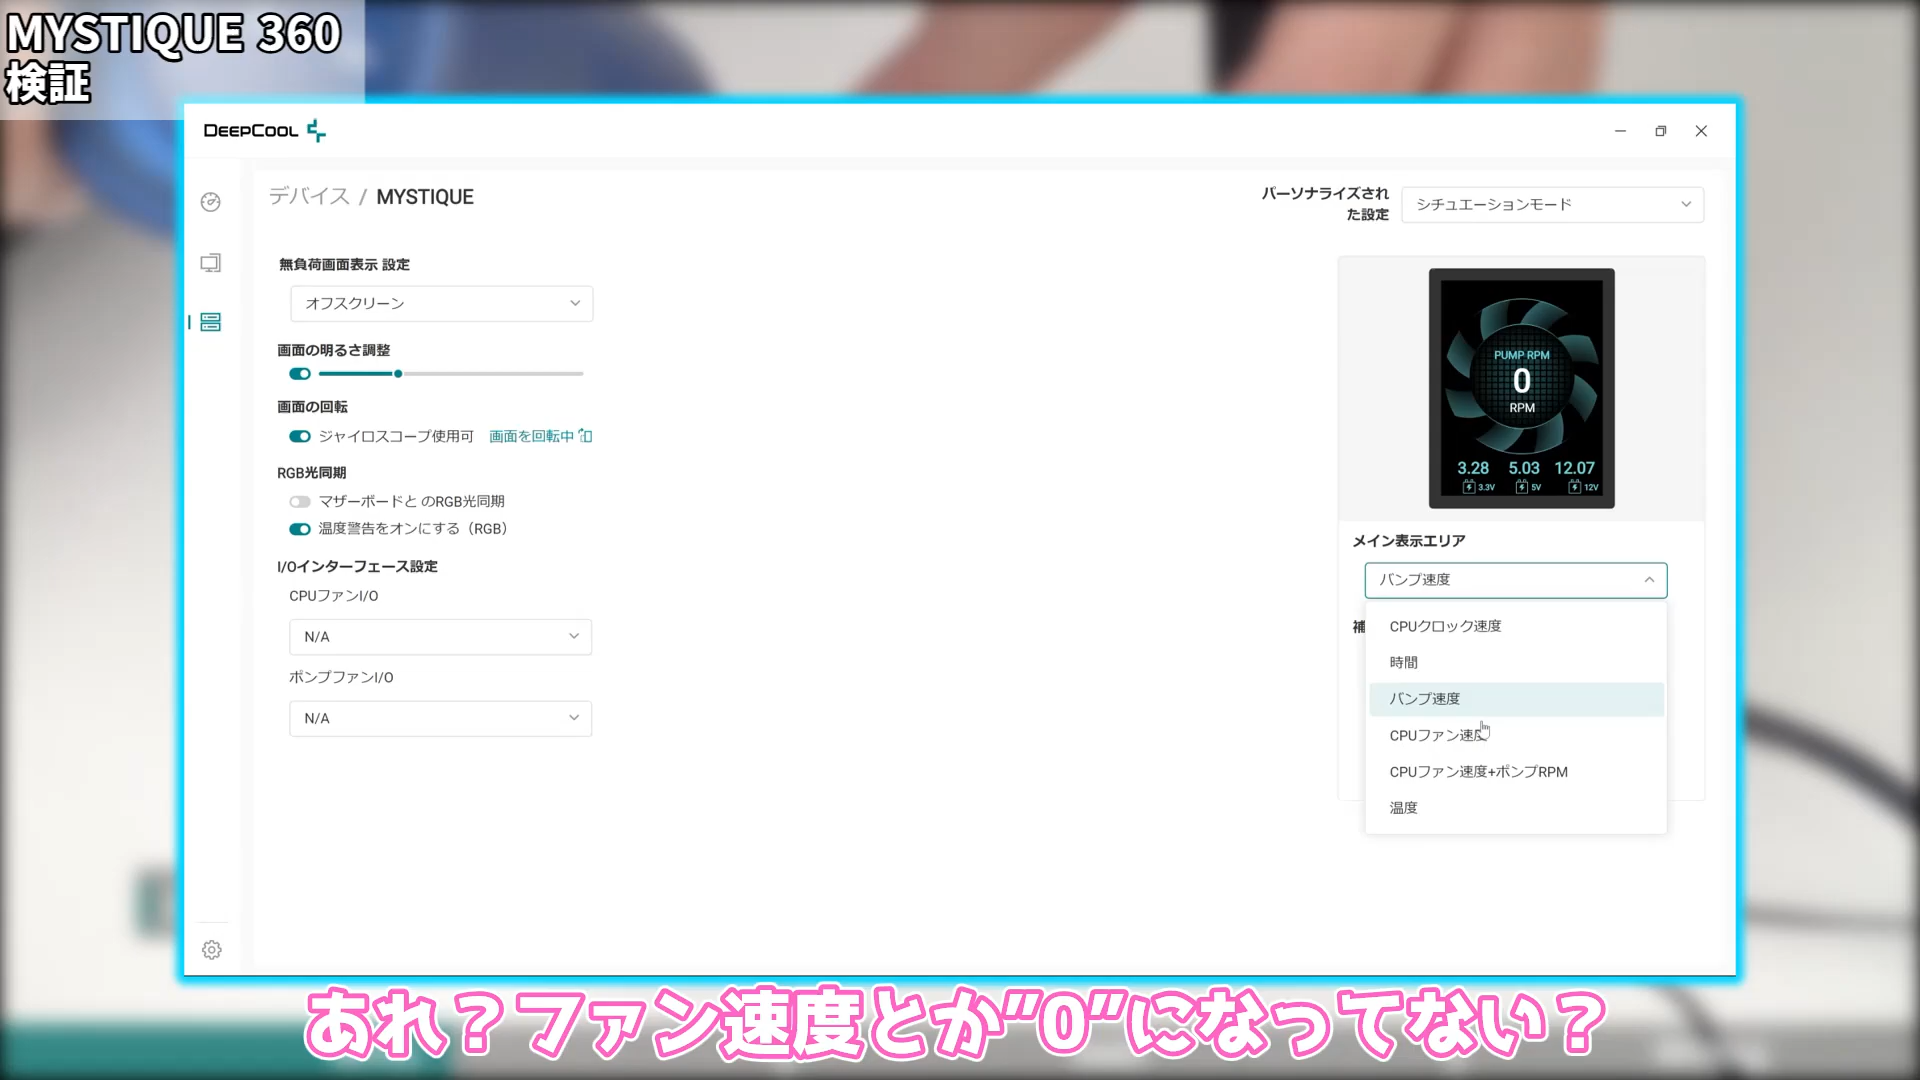 MYSTIQUE 360
検証
DEEPCOOL
デバイス / MYSTIQUE
パーソナライズされ
た設定
シチュエーションモード
無負荷画面表示 設定
オフスクリーン
画面の明るさ調整
画面の回転
ジャイロスコープ使用可 画面を回転中
RGB光同期
マザーボードと のRGB光同期
温度警告をオンにする（RGB）
I/Oインターフェース設定
CPUファンI/O
N/A
ポンプファンI/O
N/A
PUMP RPM
0
RPM
3.28 5.03 12.07
3.3V 5V 12V
メイン表示エリア
バンプ速度
補
CPUクロック速度
時間
バンプ速度
CPUファン速度
CPUファン速度+ポンプRPM
温度
あれ？ファン速度とか"0"になってない？